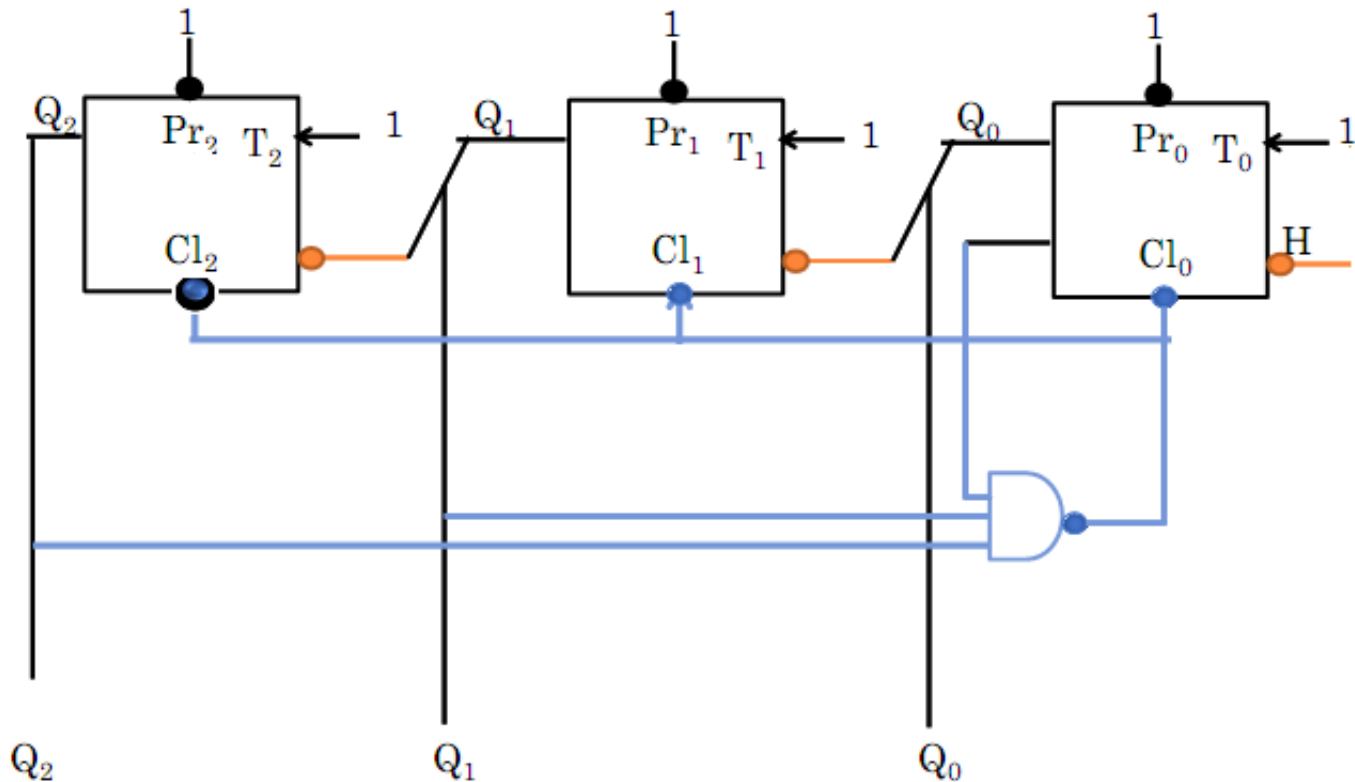 1 1 1
Q₂ Q₁ Q₀
Pr₂ T₂ 1 Pr₁ T₁ 1 Pr₀ T₀ 1
Cl₂ Cl₁ Cl₀ H
Q₂ Q₁ Q₀